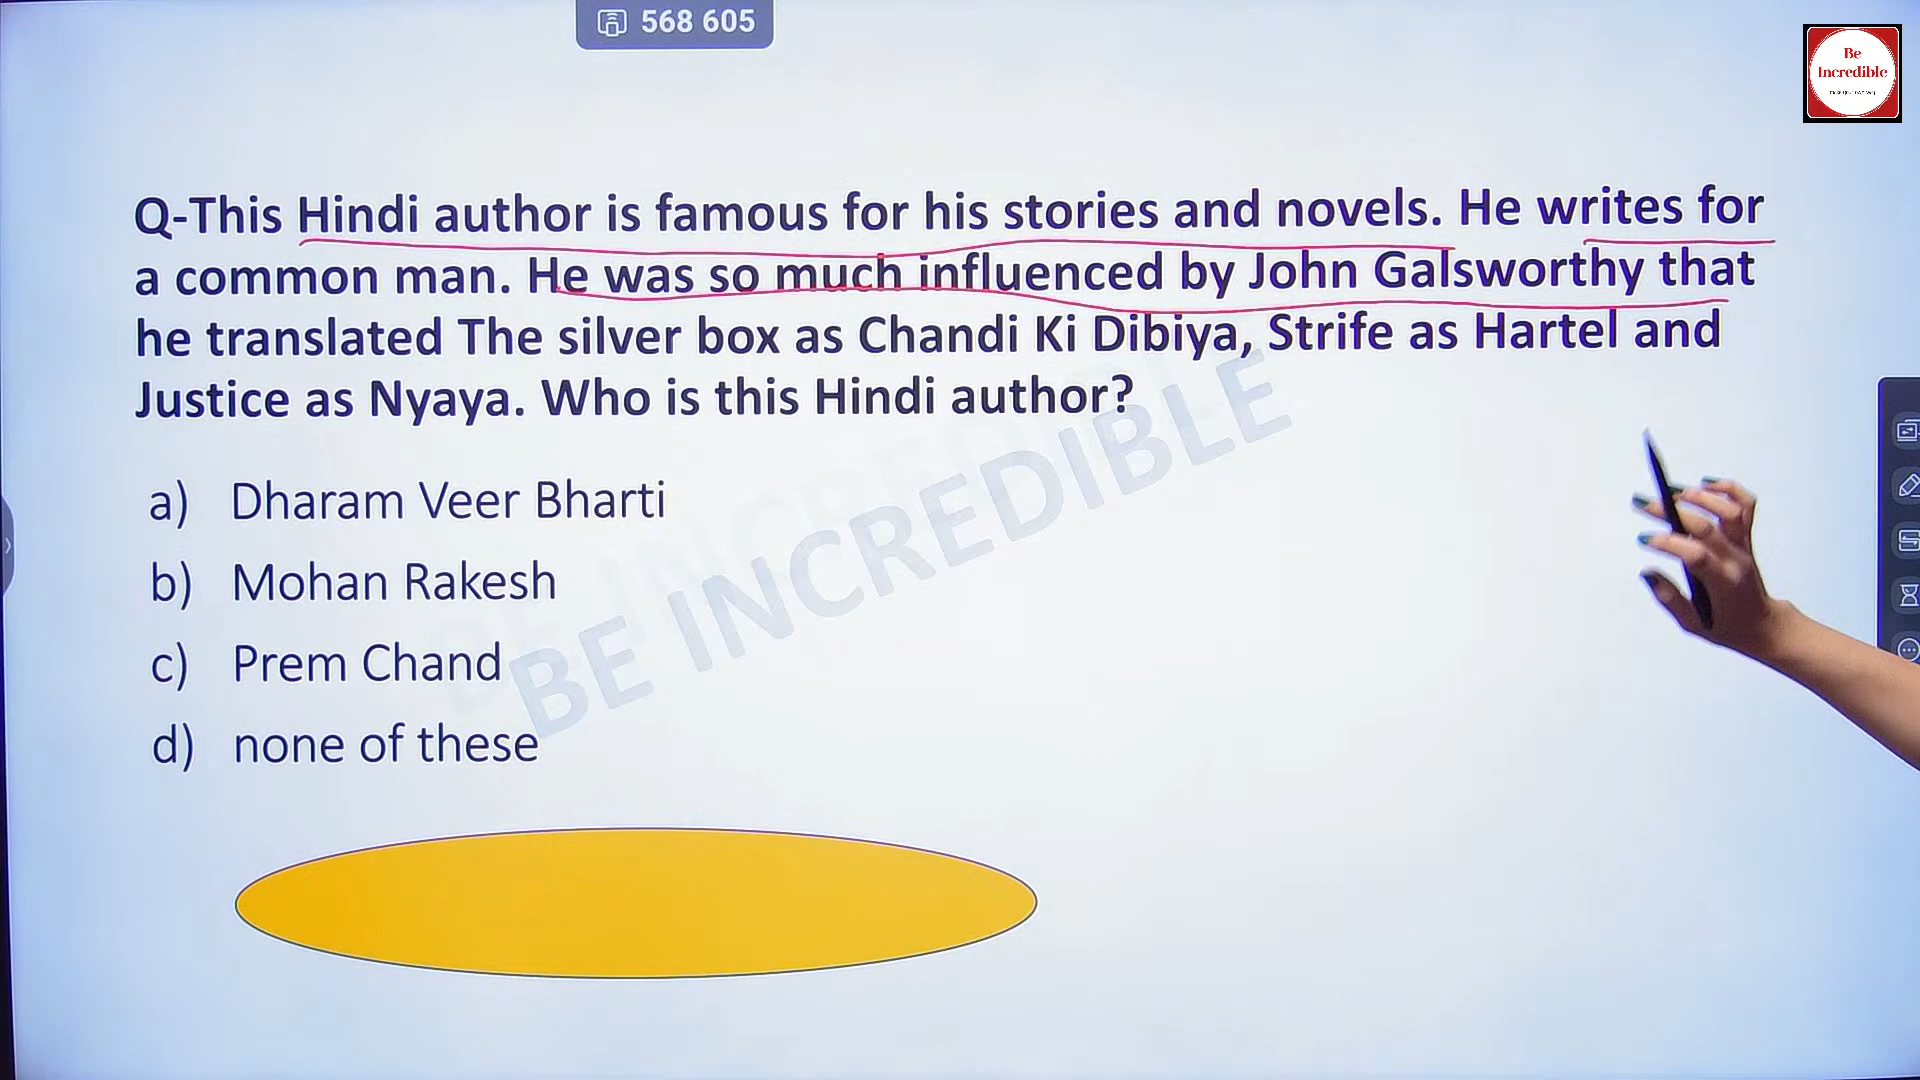 568 605
Be
Incredible
Q-This Hindi author is famous for his stories and novels. He writes for
a common man. He was so much influenced by John Galsworthy that
he translated The silver box as Chandi Ki Dibiya, Strife as Hartel and
Justice as Nyaya. Who is this Hindi author?
a) Dharam Veer Bharti
b) Mohan Rakesh
c) Prem Chand
d) none of these
BE INCREDIBLE